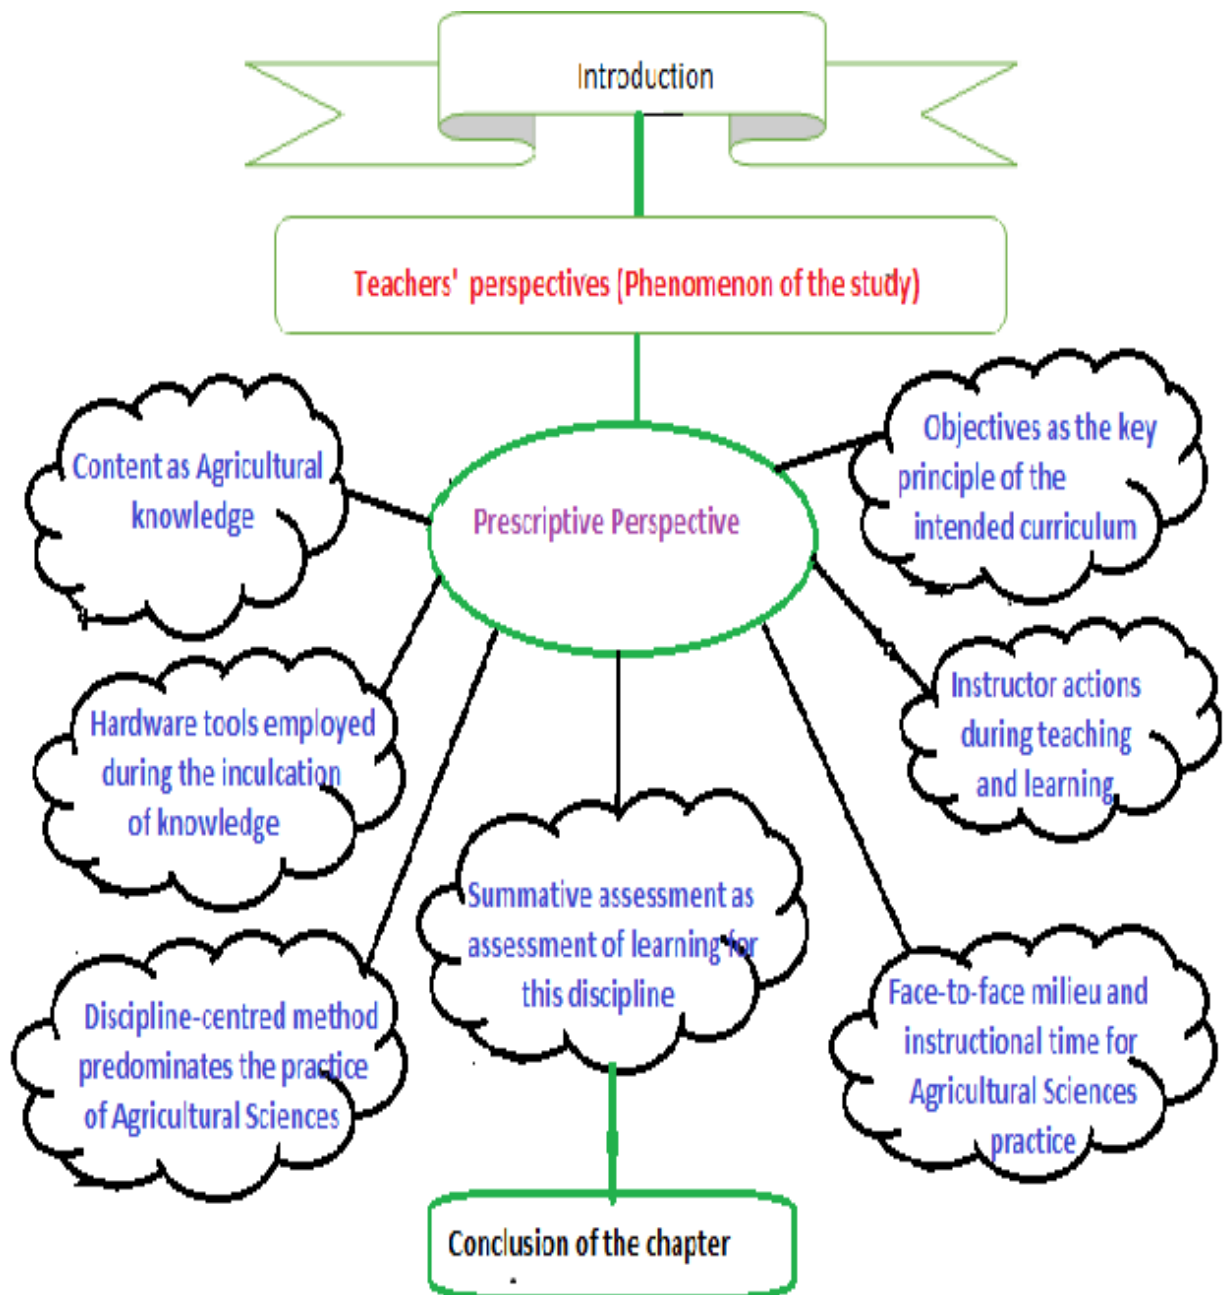 Introduction
Teachers' perspectives (Phenomenon of the study)
Prescriptive Perspective
Content as Agricultural
knowledge
Objectives as the key
principle of the
intended curriculum
Hardware tools employed
during the inculcation
of knowledge
Instructor actions
during teaching
and learning
Discipline-centred method
predominates the practice
of Agricultural Sciences
Summative assessment as
assessment of learning for
this discipline
Face-to-face milieu and
instructional time for
Agricultural Sciences
practice
Conclusion of the chapter